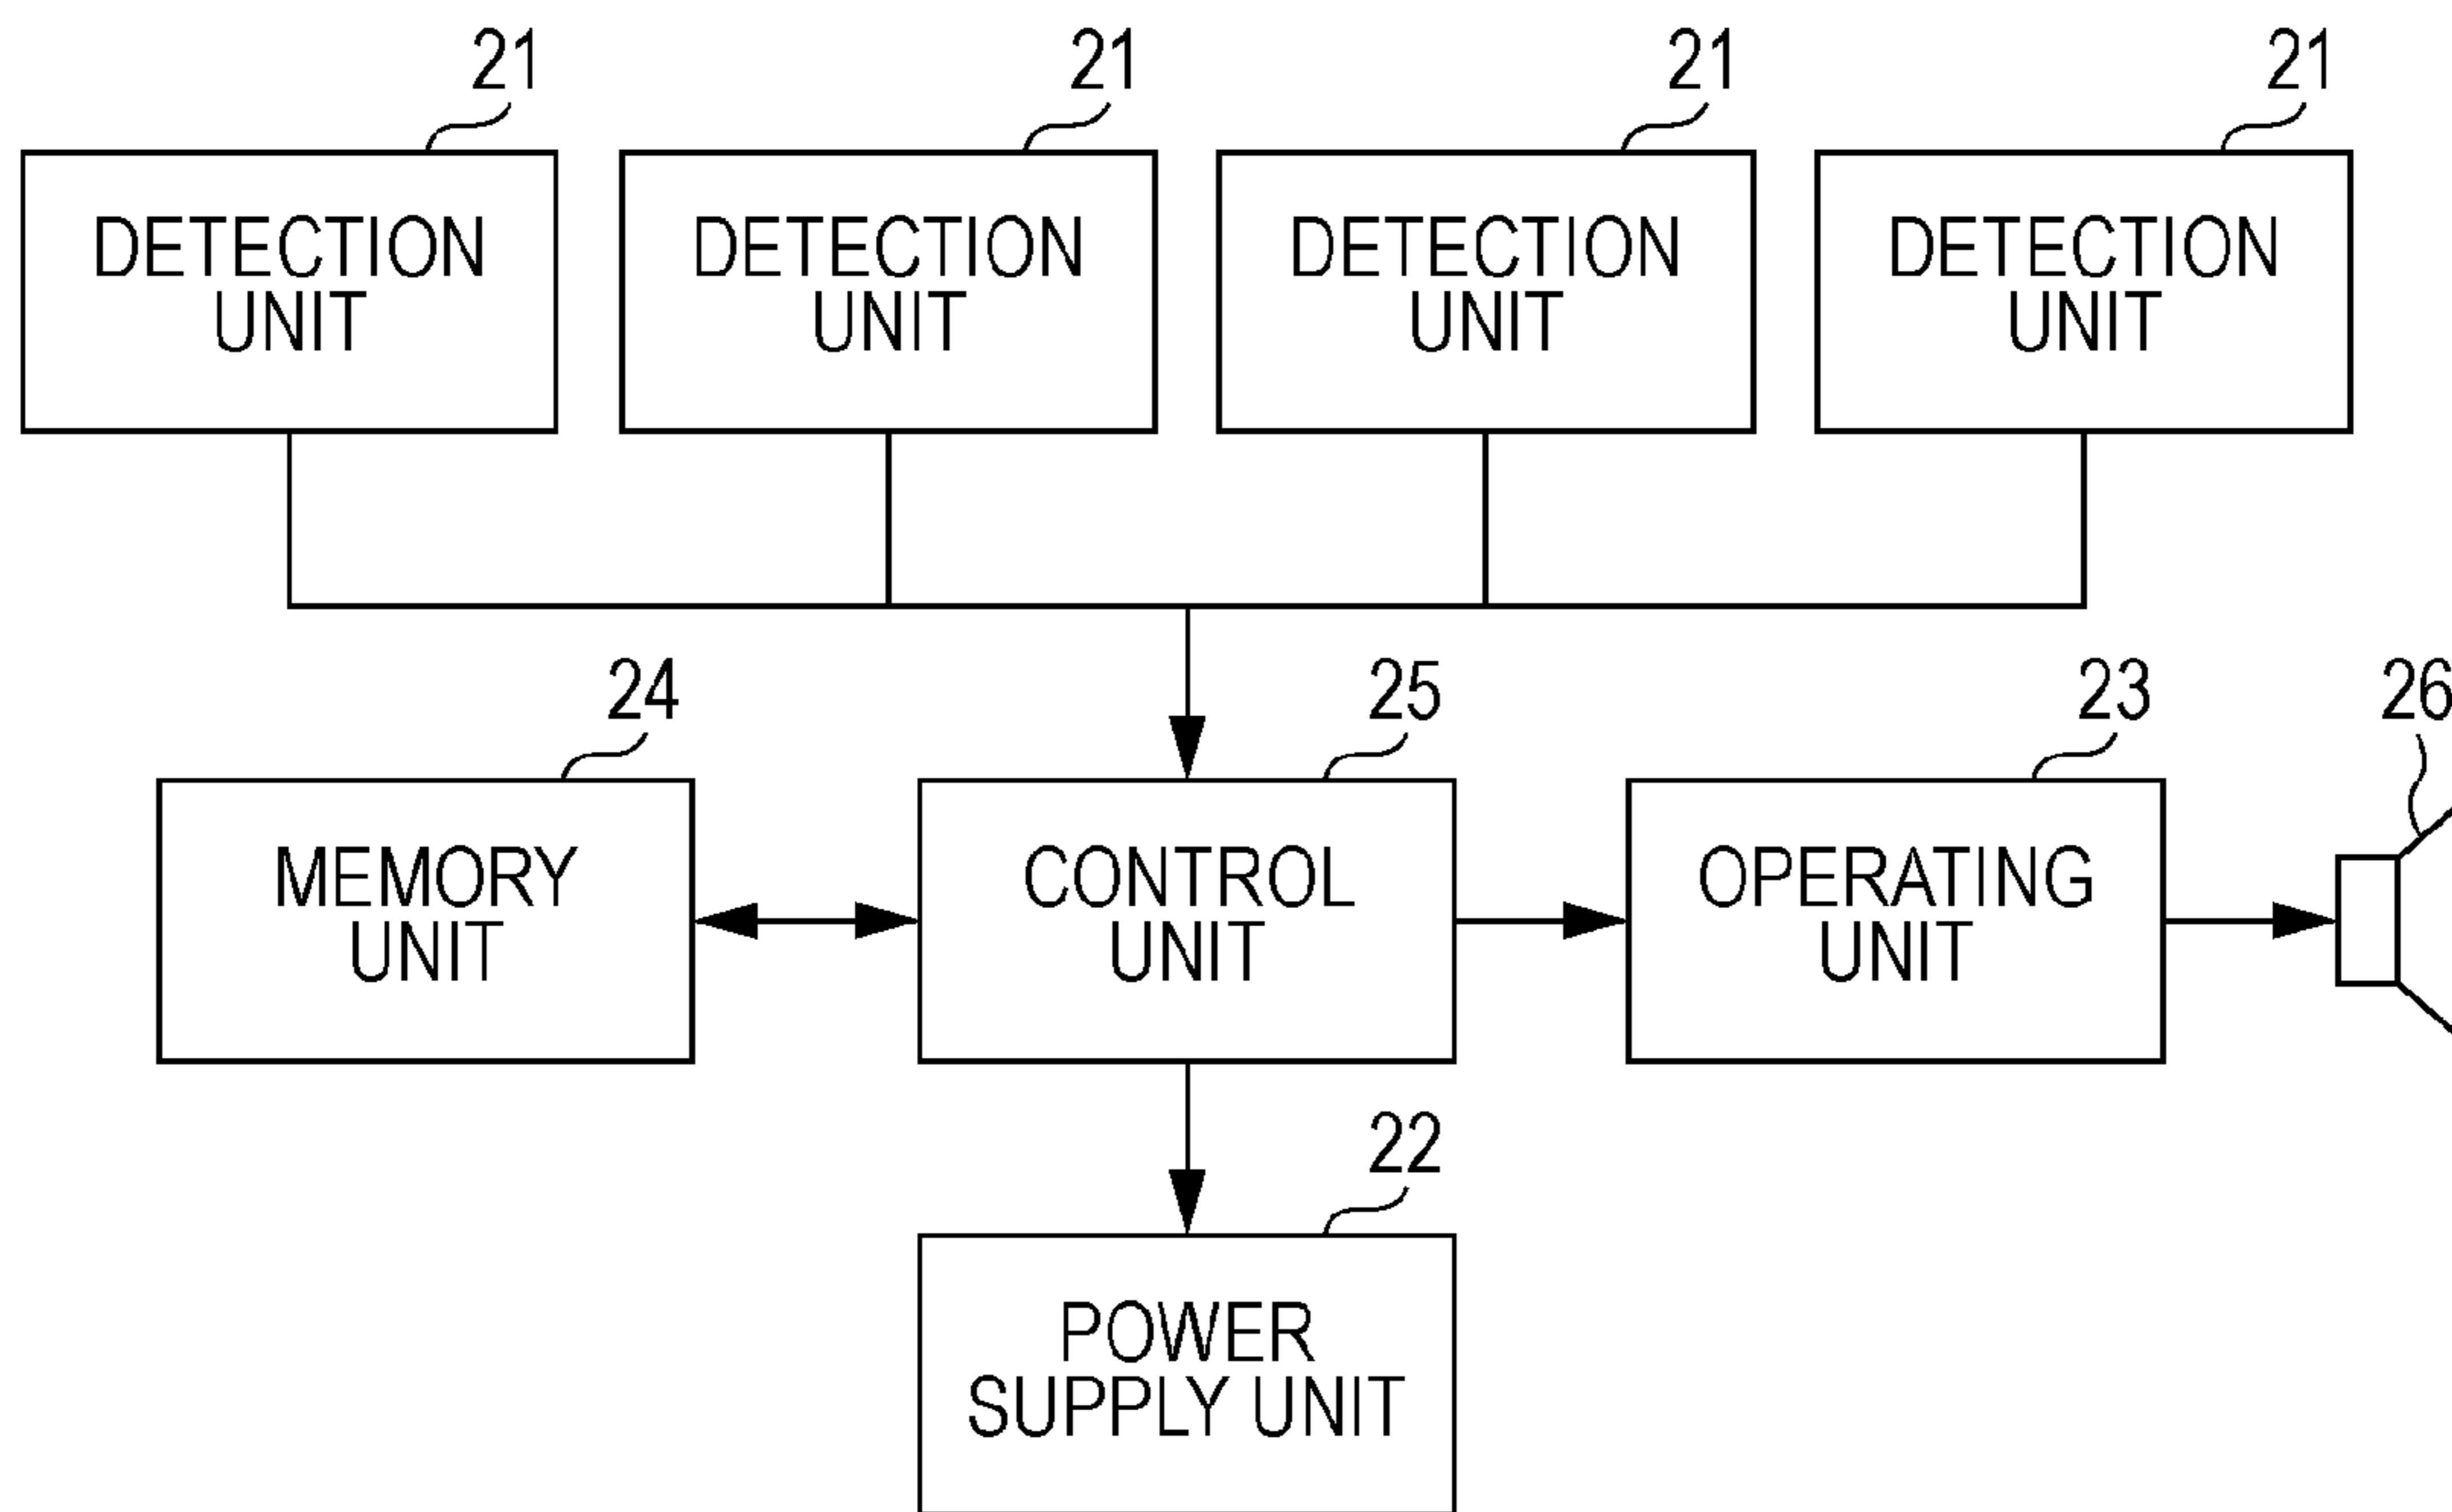 21
21
21
21
DETECTION
UNIT
DETECTION
UNIT
DETECTION
UNIT
DETECTION
UNIT
24
25
23
26
MEMORY
UNIT
CONTROL
UNIT
OPERATING
UNIT
22
POWER
SUPPLY UNIT